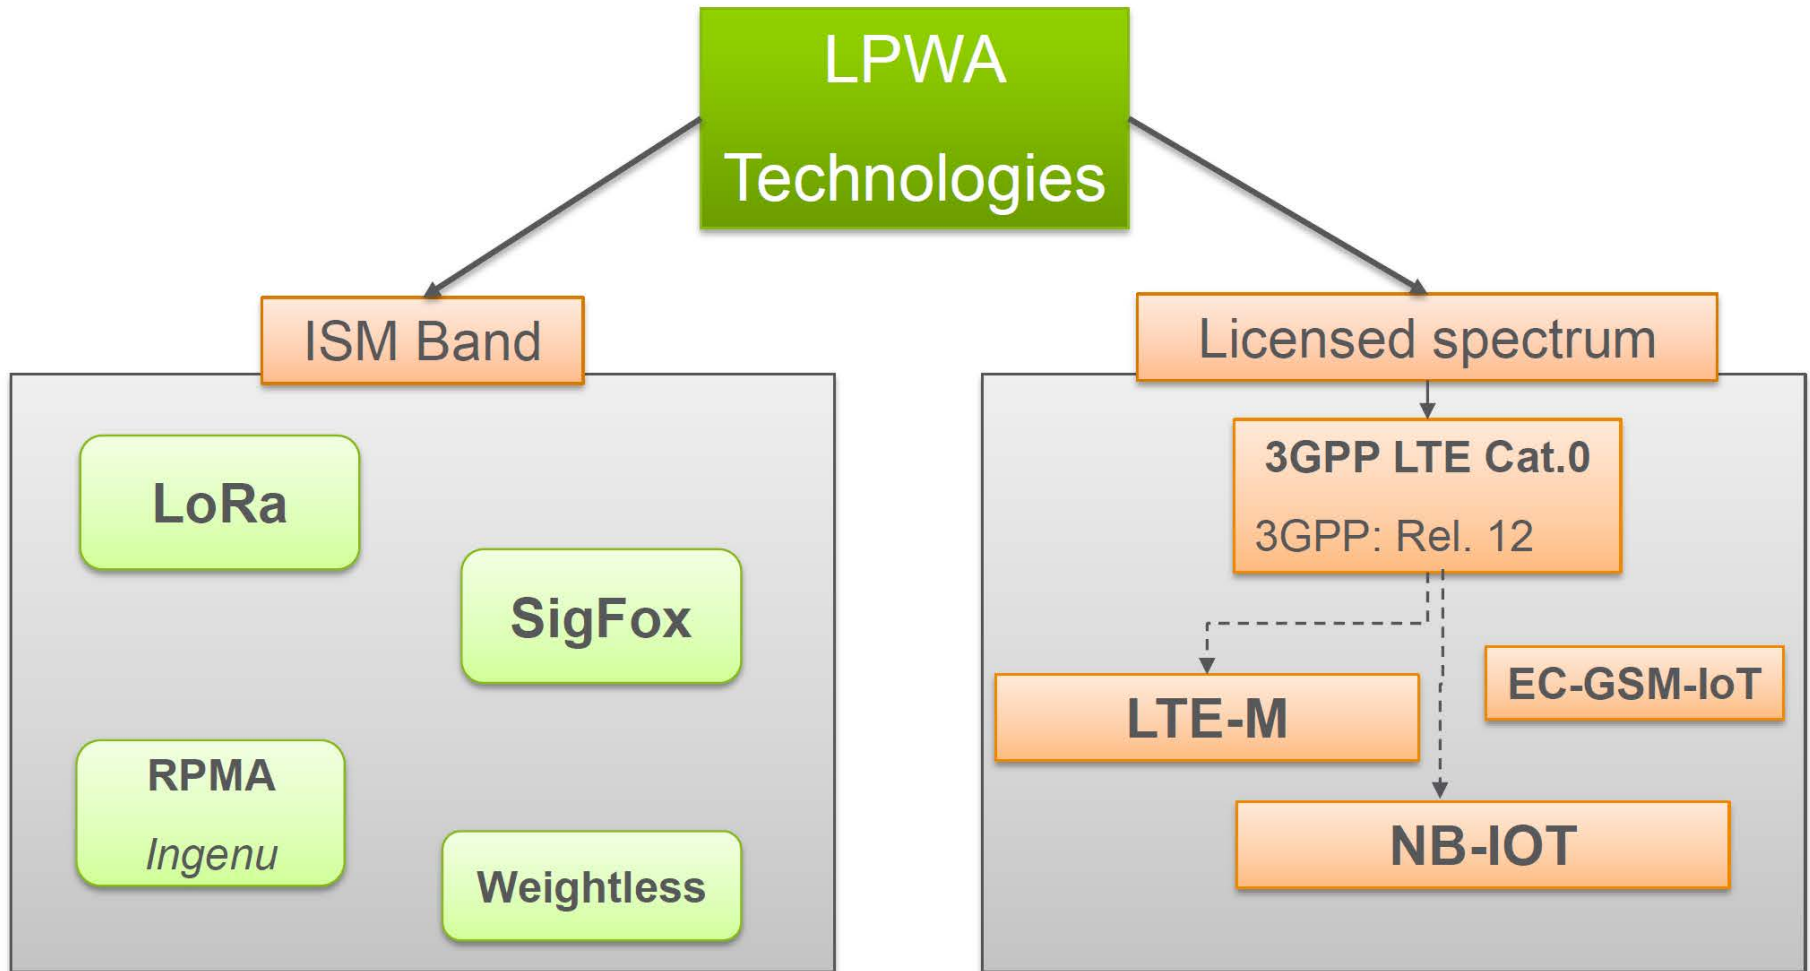 LPWA
Technologies
ISM Band
Licensed spectrum
LoRa
SigFox
RPMA
Ingenu
Weightless
3GPP LTE Cat.0
3GPP: Rel. 12
EC-GSM-IoT
LTE-M
NB-IOT